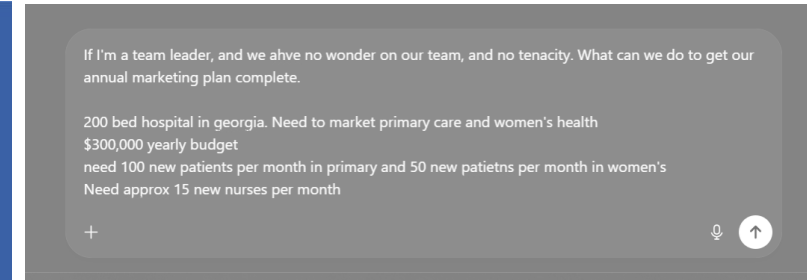 If I'm a team leader, and we ahve no wonder on our team, and no tenacity. What can we do to get our
annual marketing plan complete.
200 bed hospital in georgia. Need to market primary care and women's health
$300,000 yearly budget
need 100 new patients per month in primary and 50 new patietns per month in women's
Need approx 15 new nurses per month